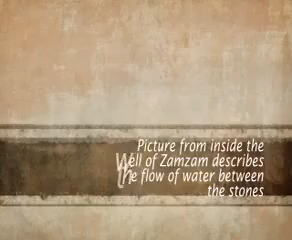 Picture from inside the
Well of Zamzam describes
the flow of water between
the stones